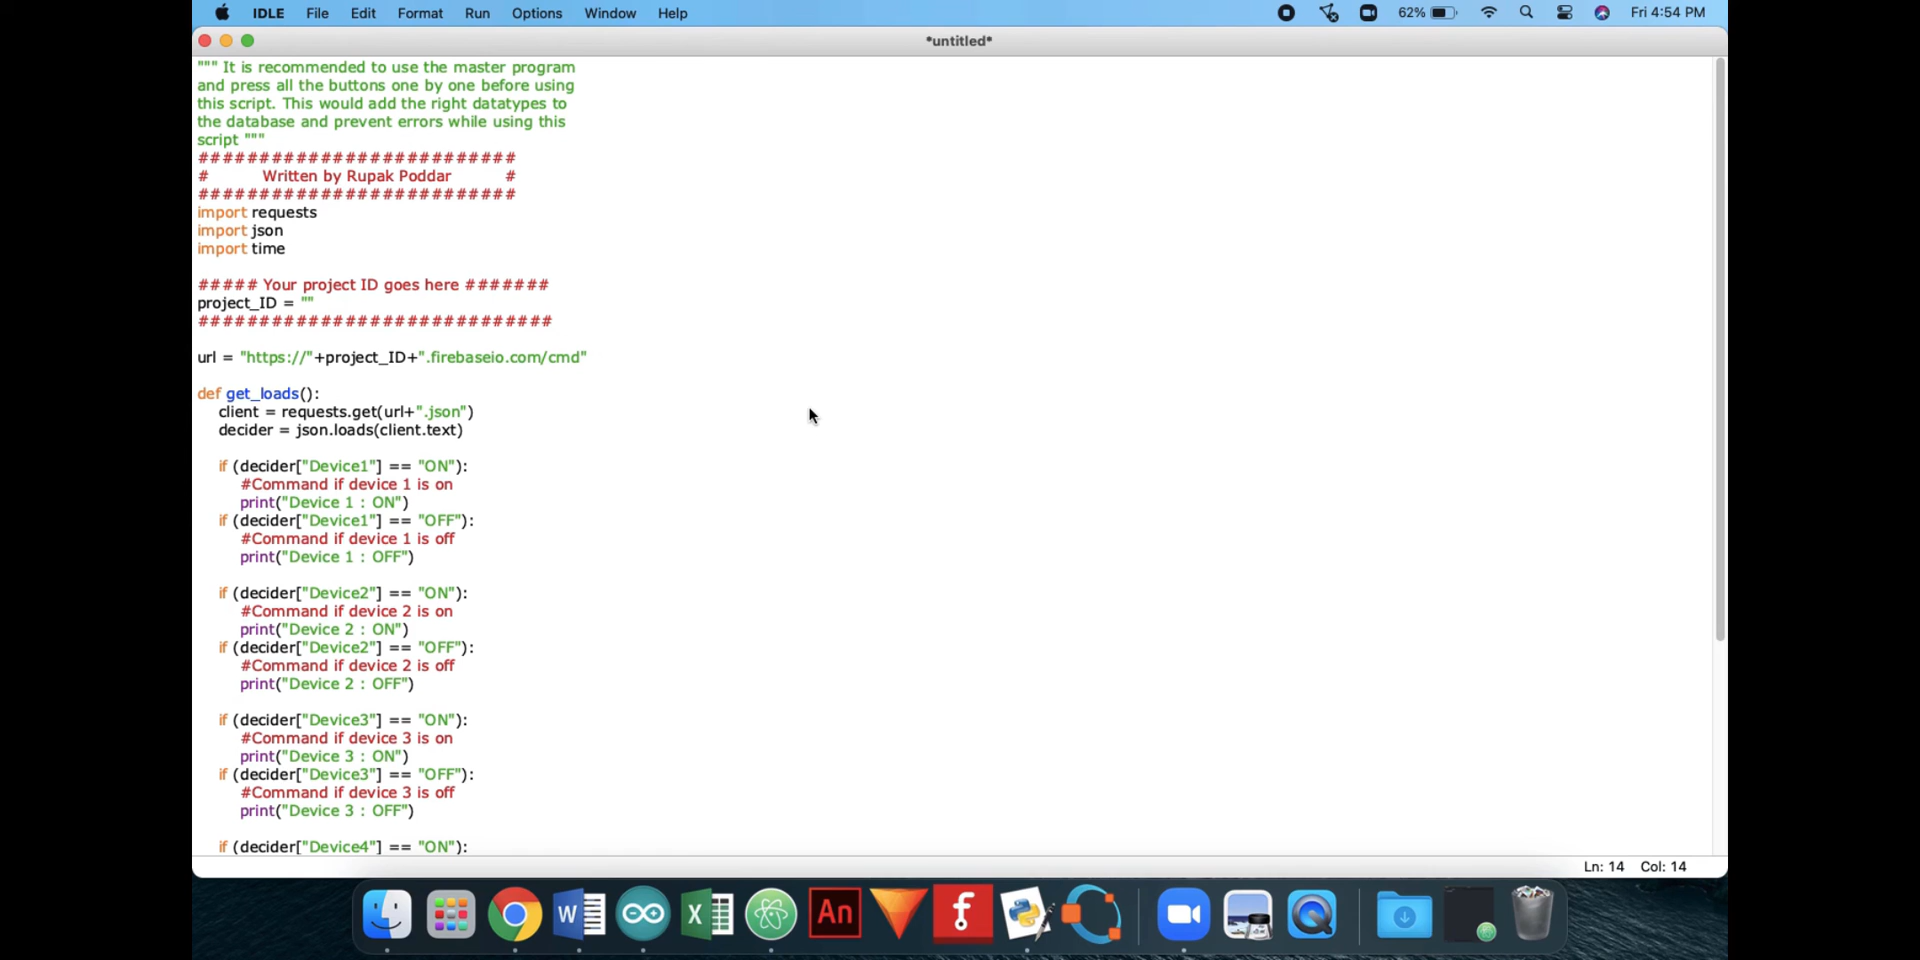 IDLE File Edit Format Run Options Window Help 62% Fri 4:54 PM
*untitled*
""" It is recommended to use the master program
and press all the buttons one by one before using
this script. This would add the right datatypes to
the database and prevent errors while using this
script """
##########################
# Written by Rupak Poddar #
##########################
import requests
import json
import time
##### Your project ID goes here #######
project_ID = ""
#############################
url = "https://"+project_ID+".firebaseio.com/cmd"
def get_loads():
client = requests.get(url+".json")
decider = json.loads(client.text)
if (decider["Device1"] == "ON"):
#Command if device 1 is on
print("Device 1 : ON")
if (decider["Device1"] == "OFF"):
#Command if device 1 is off
print("Device 1 : OFF")
if (decider["Device2"] == "ON"):
#Command if device 2 is on
print("Device 2 : ON")
if (decider["Device2"] == "OFF"):
#Command if device 2 is off
print("Device 2 : OFF")
if (decider["Device3"] == "ON"):
#Command if device 3 is on
print("Device 3 : ON")
if (decider["Device3"] == "OFF"):
#Command if device 3 is off
print("Device 3 : OFF")
if (decider["Device4"] == "ON"):
Ln: 14 Col: 14
W X An f